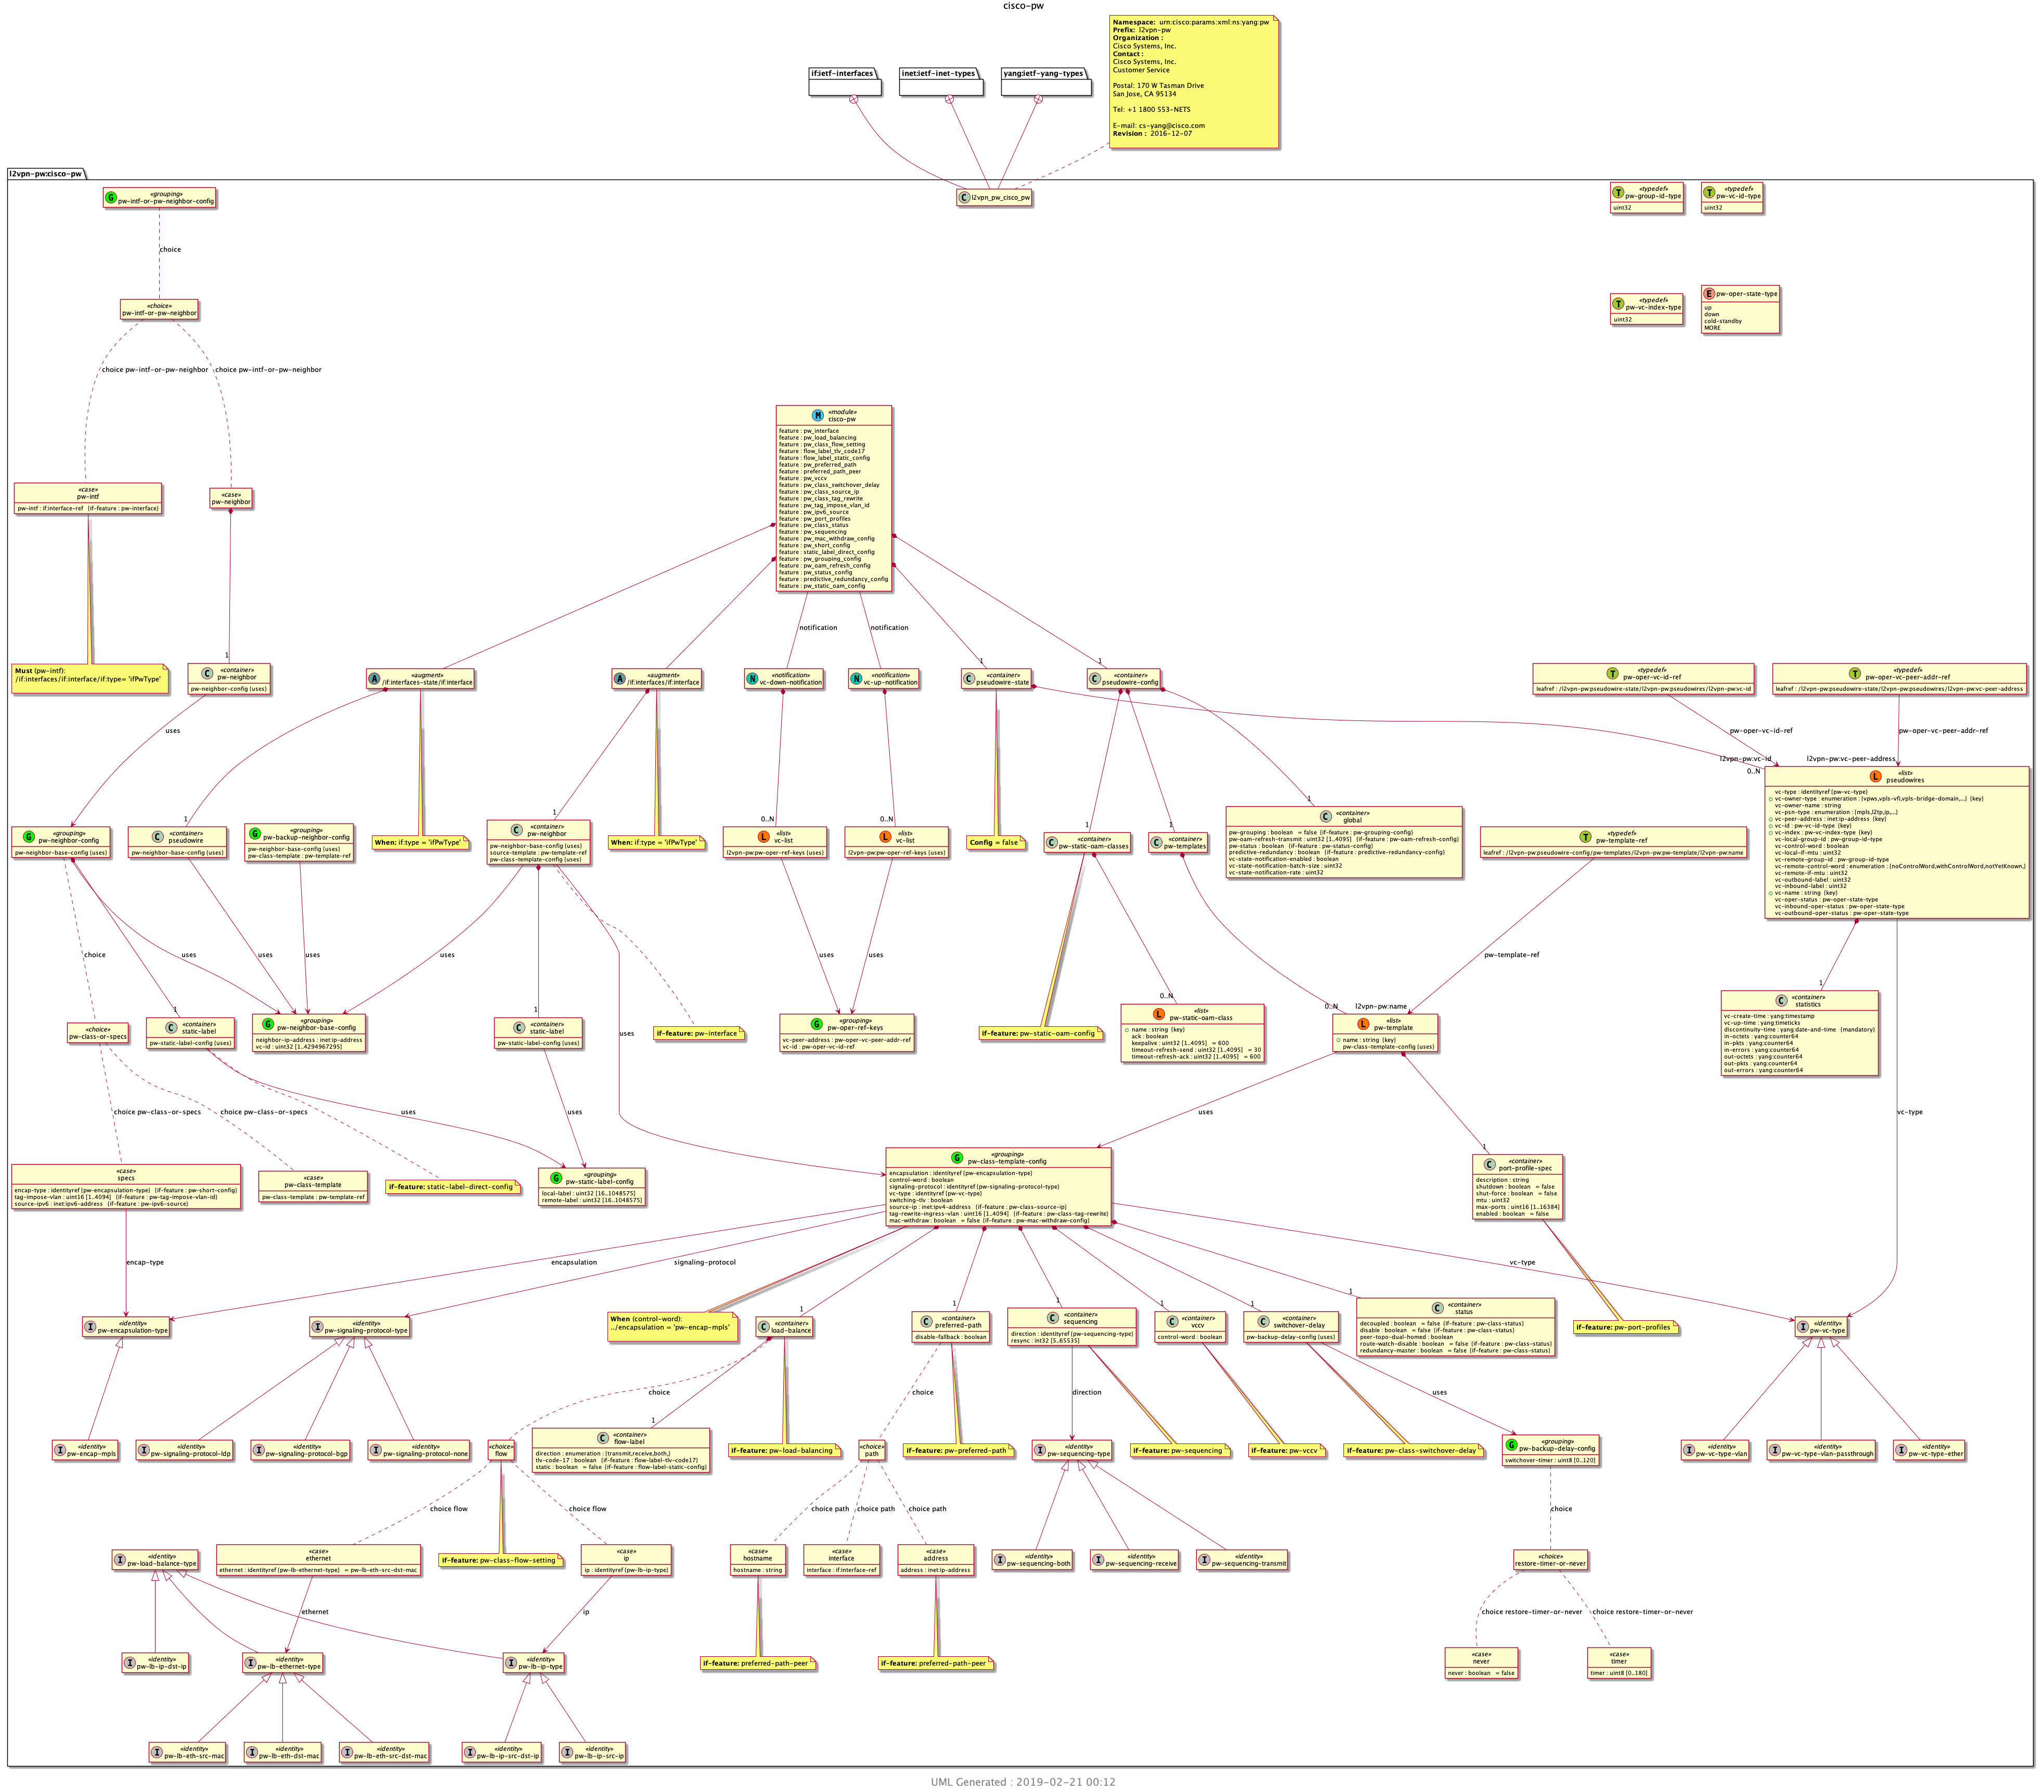 cisco-pw
Namespace: urn:cisco:params:xml:ns:yang:pw
Prefix: l2vpn-pw
Organization :
Cisco Systems, Inc.
Contact :
Cisco Systems, Inc.
Customer Service
Postal: 170 W Tasman Drive
San Jose, CA 95134
Tel: +1 1800 553-NETS
E-mail: cs-yang@cisco.com
Revision : 2016-12-07
if:ietf-interfaces
inet:ietf-inet-types
yang:ietf-yang-types
l2vpn-pw:cisco-pw
G «grouping»
pw-intf-or-pw-neighbor-config
C l2vpn_pw_cisco_pw
T «typedef»
pw-group-id-type
uint32
T «typedef»
pw-vc-id-type
uint32
choice
«choice»
pw-intf-or-pw-neighbor
T «typedef»
pw-vc-index-type
uint32
E pw-oper-state-type
up
down
cold-standby
MORE
choice pw-intf-or-pw-neighbor
choice pw-intf-or-pw-neighbor
M «module»
cisco-pw
feature : pw_interface
feature : pw_load_balancing
feature : pw_class_flow_setting
feature : flow_label_tlv_code17
feature : flow_label_static_config
feature : pw_preferred_path
feature : preferred_path_peer
feature : pw_vccv
feature : pw_class_switchover_delay
feature : pw_class_source_ip
feature : pw_class_tag_rewrite
feature : pw_tag_impose_vlan_id
feature : pw_ipv6_source
feature : pw_port_profiles
feature : pw_class_status
feature : pw_sequencing
feature : pw_mac_withdraw_config
feature : pw_short_config
feature : static_label_direct_config
feature : pw_grouping_config
feature : pw_oam_refresh_config
feature : pw_status_config
feature : predictive_redundancy_config
feature : pw_static_oam_config
«case»
pw-intf
pw-intf : if:interface-ref (if-feature : pw-interface)
«case»
pw-neighbor
notification
notification
Must (pw-intf):
/if:interfaces/if:interface/if:type= 'ifPwType'
1
C «container»
pw-neighbor
pw-neighbor-config (uses)
A «augment»
/if:interfaces-state/if:interface
A «augment»
/if:interfaces/if:interface
N «notification»
vc-down-notification
N «notification»
vc-up-notification
1
C «container»
pseudowire-state
1
C «container»
pseudowire-config
T «typedef»
pw-oper-vc-id-ref
leafref : /l2vpn-pw:pseudowire-state/l2vpn-pw:pseudowires/l2vpn-pw:vc-id
T «typedef»
pw-oper-vc-peer-addr-ref
leafref : /l2vpn-pw:pseudowire-state/l2vpn-pw:pseudowires/l2vpn-pw:vc-peer-address
uses
pw-oper-vc-id-ref
pw-oper-vc-peer-addr-ref
l2vpn-pw:vc-id
l2vpn-pw:vc-peer-address
0..N
L «list»
pseudowires
vc-type : identityref {pw-vc-type}
vc-owner-type : enumeration : {vpws,vpls-vfi,vpls-bridge-domain,...} {key}
vc-owner-name : string
vc-psn-type : enumeration : {mpls,l2tp,ip,...}
vc-peer-address : inet:ip-address {key}
vc-id : pw-vc-id-type {key}
vc-index : pw-vc-index-type {key}
vc-local-group-id : pw-group-id-type
vc-control-word : boolean
vc-local-if-mtu : uint32
vc-remote-group-id : pw-group-id-type
vc-remote-control-word : enumeration : {noControlWord,withControlWord,notYetKnown,}
vc-remote-if-mtu : uint32
vc-outbound-label : uint32
vc-inbound-label : uint32
vc-name : string {key}
vc-oper-status : pw-oper-state-type
vc-inbound-oper-status : pw-oper-state-type
vc-outbound-oper-status : pw-oper-state-type
G «grouping»
pw-neighbor-config
pw-neighbor-base-config (uses)
1
C «container»
pseudowire
pw-neighbor-base-config (uses)
G «grouping»
pw-backup-neighbor-config
pw-neighbor-base-config (uses)
pw-class-template : pw-template-ref
When: if:type = 'ifPwType'
1
C «container»
pw-neighbor
pw-neighbor-base-config (uses)
source-template : pw-template-ref
pw-class-template-config (uses)
When: if:type = 'ifPwType'
0..N
L «list»
vc-list
l2vpn-pw:pw-oper-ref-keys (uses)
0..N
L «list»
vc-list
l2vpn-pw:pw-oper-ref-keys (uses)
Config = false
1
C «container»
pw-static-oam-classes
1
C «container»
pw-templates
1
C «container»
global
pw-grouping : boolean = false (if-feature : pw-grouping-config)
pw-oam-refresh-transmit : uint32 [1..4095] (if-feature : pw-oam-refresh-config)
pw-status : boolean (if-feature : pw-status-config)
predictive-redundancy : boolean (if-feature : predictive-redundancy-config)
vc-state-notification-enabled : boolean
vc-state-notification-batch-size : uint32
vc-state-notification-rate : uint32
T «typedef»
pw-template-ref
leafref : /l2vpn-pw:pseudowire-config/pw-templates/l2vpn-pw:pw-template/l2vpn-pw:name
choice
uses
uses
uses
uses
uses
uses
pw-template-ref
«choice»
pw-class-or-specs
1
C «container»
static-label
pw-static-label-config (uses)
G «grouping»
pw-neighbor-base-config
neighbor-ip-address : inet:ip-address
vc-id : uint32 [1..4294967295]
1
C «container»
static-label
pw-static-label-config (uses)
uses
if-feature: pw-interface
G «grouping»
pw-oper-ref-keys
vc-peer-address : pw-oper-vc-peer-addr-ref
vc-id : pw-oper-vc-id-ref
if-feature: pw-static-oam-config
0..N
L «list»
pw-static-oam-class
name : string {key}
ack : boolean
keepalive : uint32 [1..4095] = 600
timeout-refresh-send : uint32 [1..4095] = 30
timeout-refresh-ack : uint32 [1..4095] = 600
0..N
l2vpn-pw:name
L «list»
pw-template
name : string {key}
pw-class-template-config (uses)
1
C «container»
statistics
vc-create-time : yang:timestamp
vc-up-time : yang:timeticks
discontinuity-time : yang:date-and-time (mandatory)
in-octets : yang:counter64
in-pkts : yang:counter64
in-errors : yang:counter64
out-octets : yang:counter64
out-pkts : yang:counter64
out-errors : yang:counter64
choice pw-class-or-specs
choice pw-class-or-specs
uses
uses
uses
vc-type
«case»
specs
encap-type : identityref {pw-encapsulation-type} (if-feature : pw-short-config)
tag-impose-vlan : uint16 [1..4094] (if-feature : pw-tag-impose-vlan-id)
source-ipv6 : inet:ipv6-address (if-feature : pw-ipv6-source)
«case»
pw-class-template
pw-class-template : pw-template-ref
if-feature: static-label-direct-config
G «grouping»
pw-static-label-config
local-label : uint32 [16..1048575]
remote-label : uint32 [16..1048575]
G «grouping»
pw-class-template-config
encapsulation : identityref {pw-encapsulation-type}
control-word : boolean
signaling-protocol : identityref {pw-signaling-protocol-type}
vc-type : identityref {pw-vc-type}
switching-tlv : boolean
source-ip : inet:ipv4-address (if-feature : pw-class-source-ip)
tag-rewrite-ingress-vlan : uint16 [1..4094] (if-feature : pw-class-tag-rewrite)
mac-withdraw : boolean = false (if-feature : pw-mac-withdraw-config)
1
C «container»
port-profile-spec
description : string
shutdown : boolean = false
shut-force : boolean = false
mtu : uint32
max-ports : uint16 [1..16384]
enabled : boolean = false
encap-type
encapsulation
signaling-protocol
vc-type
I «identity»
pw-encapsulation-type
I «identity»
pw-signaling-protocol-type
When (control-word):
../encapsulation = 'pw-encap-mpls'
1
C «container»
load-balance
1
C «container»
preferred-path
disable-fallback : boolean
1
C «container»
sequencing
direction : identityref {pw-sequencing-type}
resync : int32 [5..65535]
1
C «container»
vccv
control-word : boolean
1
C «container»
switchover-delay
pw-backup-delay-config (uses)
1
C «container»
status
decoupled : boolean = false (if-feature : pw-class-status)
disable : boolean = false (if-feature : pw-class-status)
peer-topo-dual-homed : boolean
route-watch-disable : boolean = false (if-feature : pw-class-status)
redundancy-master : boolean = false (if-feature : pw-class-status)
if-feature: pw-port-profiles
I «identity»
pw-vc-type
choice
choice
direction
uses
I «identity»
pw-encap-mpls
I «identity»
pw-signaling-protocol-ldp
I «identity»
pw-signaling-protocol-bgp
I «identity»
pw-signaling-protocol-none
«choice»
flow
1
C «container»
flow-label
direction : enumeration : {transmit,receive,both,}
tlv-code-17 : boolean (if-feature : flow-label-tlv-code17)
static : boolean = false (if-feature : flow-label-static-config)
if-feature: pw-load-balancing
«choice»
path
if-feature: pw-preferred-path
I «identity»
pw-sequencing-type
if-feature: pw-sequencing
if-feature: pw-vccv
if-feature: pw-class-switchover-delay
G «grouping»
pw-backup-delay-config
switchover-timer : uint8 [0..120]
I «identity»
pw-vc-type-vlan
I «identity»
pw-vc-type-vlan-passthrough
I «identity»
pw-vc-type-ether
choice flow
choice flow
choice path
choice path
choice path
choice
I «identity»
pw-load-balance-type
«case»
ethernet
ethernet : identityref {pw-lb-ethernet-type} = pw-lb-eth-src-dst-mac
if-feature: pw-class-flow-setting
«case»
ip
ip : identityref {pw-lb-ip-type}
«case»
hostname
hostname : string
«case»
interface
interface : if:interface-ref
«case»
address
address : inet:ip-address
I «identity»
pw-sequencing-both
I «identity»
pw-sequencing-receive
I «identity»
pw-sequencing-transmit
«choice»
restore-timer-or-never
ethernet
ip
choice restore-timer-or-never
choice restore-timer-or-never
I «identity»
pw-lb-ip-dst-ip
I «identity»
pw-lb-ethernet-type
I «identity»
pw-lb-ip-type
if-feature: preferred-path-peer
if-feature: preferred-path-peer
«case»
never
never : boolean = false
«case»
timer
timer : uint8 [0..180]
I «identity»
pw-lb-eth-src-mac
I «identity»
pw-lb-eth-dst-mac
I «identity»
pw-lb-eth-src-dst-mac
I «identity»
pw-lb-ip-src-dst-ip
I «identity»
pw-lb-ip-src-ip
UML Generated : 2019-02-21 00:12